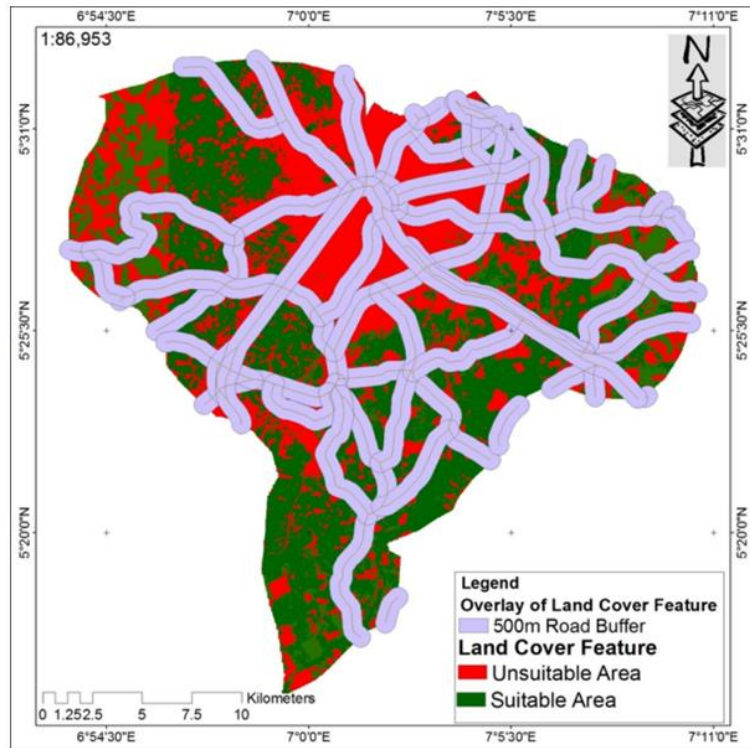 6°54'30"E 7°0'0"E 7°5'30"E 7°11'0"E
1:86,953
N
5°31'0"N 5°31'0"N
5°25'30"N 5°25'30"N
5°20'0"N 5°20'0"N
Legend
Overlay of Land Cover Feature
500m Road Buffer
Land Cover Feature
Unsuitable Area
Suitable Area
Kilometers
0 1.252.5 5 7.5 10
6°54'30"E 7°0'0"E 7°5'30"E 7°11'0"E